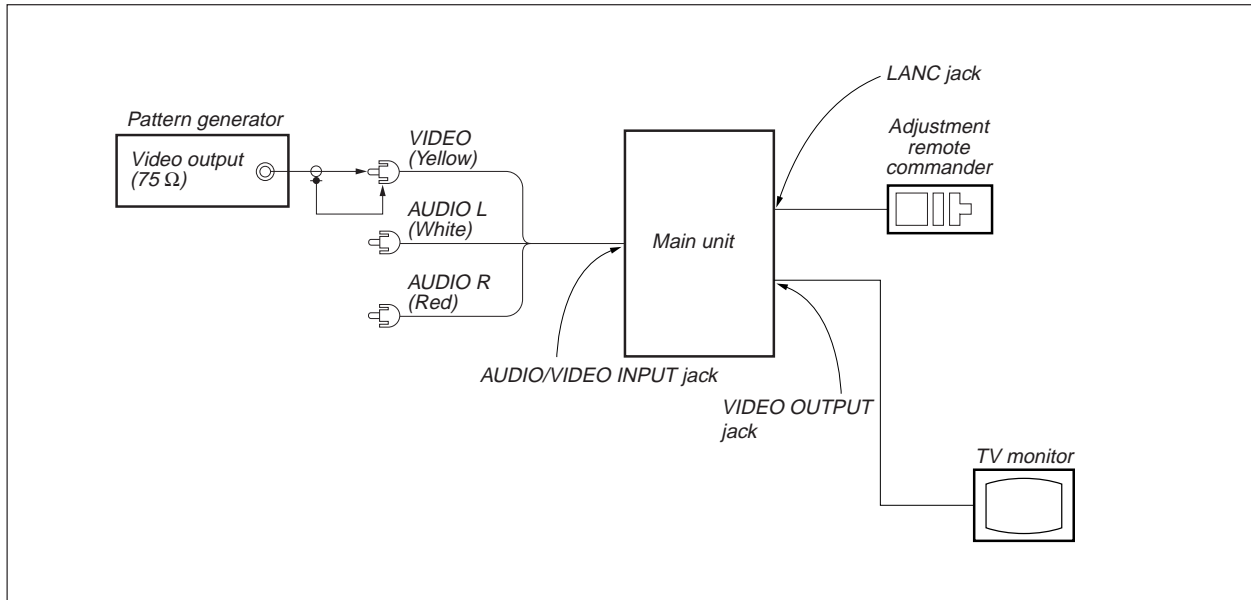 Pattern generator
Video output
(75 Ω)
VIDEO
(Yellow)
AUDIO L
(White)
AUDIO R
(Red)
Main unit
LANC jack
Adjustment
remote
commander
AUDIO/VIDEO INPUT jack
VIDEO OUTPUT
jack
TV monitor